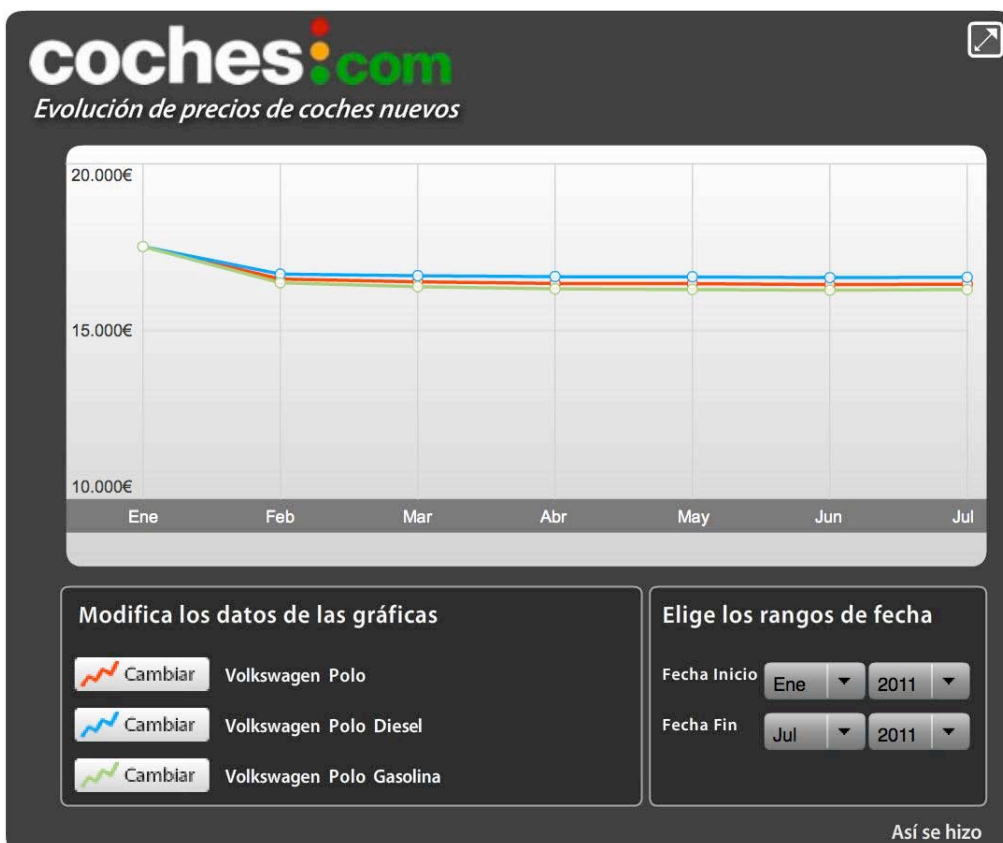 coches:com
Evolución de precios de coches nuevos
20.000€
15.000€
10.000€
Ene Feb Mar Abr May Jun Jul
Modifica los datos de las gráficas
Cambiar Volkswagen Polo
Cambiar Volkswagen Polo Diesel
Cambiar Volkswagen Polo Gasolina
Elige los rangos de fecha
Fecha Inicio Ene 2011
Fecha Fin Jul 2011
Así se hizo